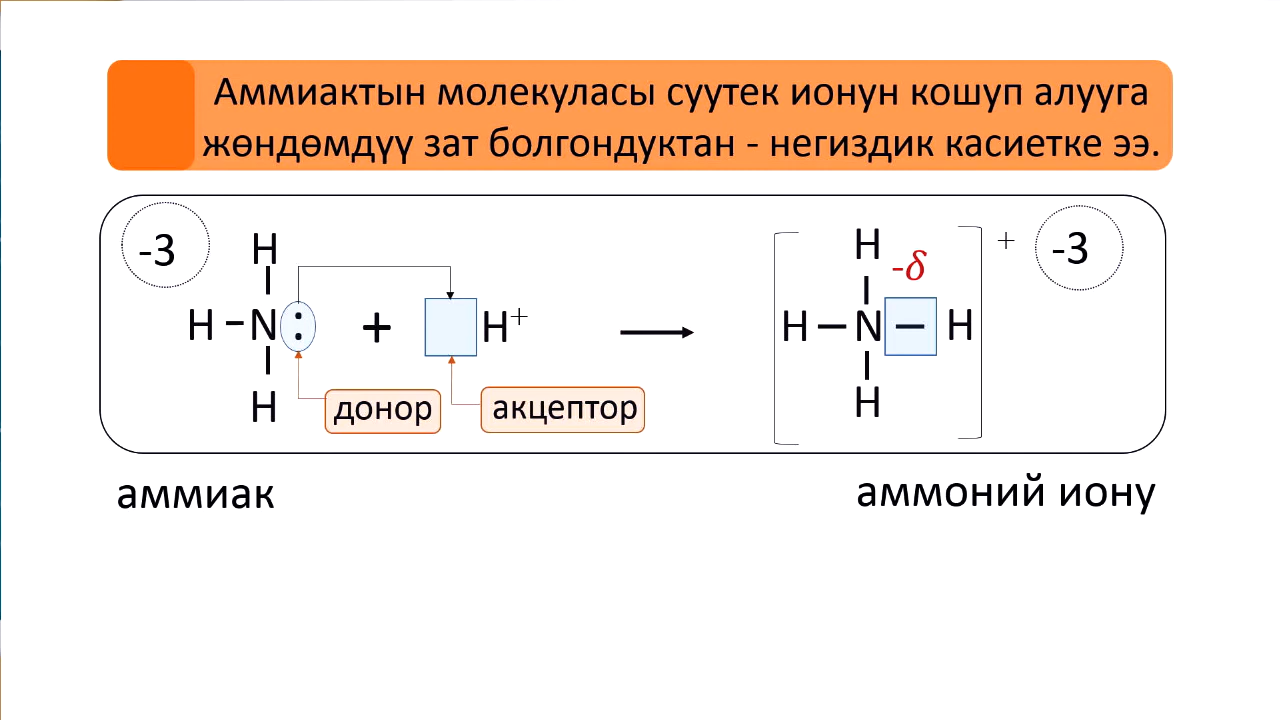 Аммиактын молекуласы суутек ионун кошуп алууга
жөндөмдүү зат болгондуктан - негиздик касиетке ээ.
-3 H H -δ + -3
H – N : + H⁺ → H – N – H
H H
донор акцептор
аммиак аммоний иону